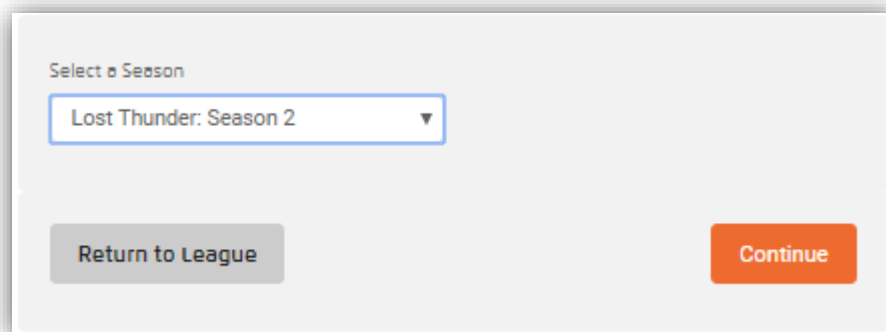 Select a Season
Lost Thunder: Season 2
Return to League
Continue